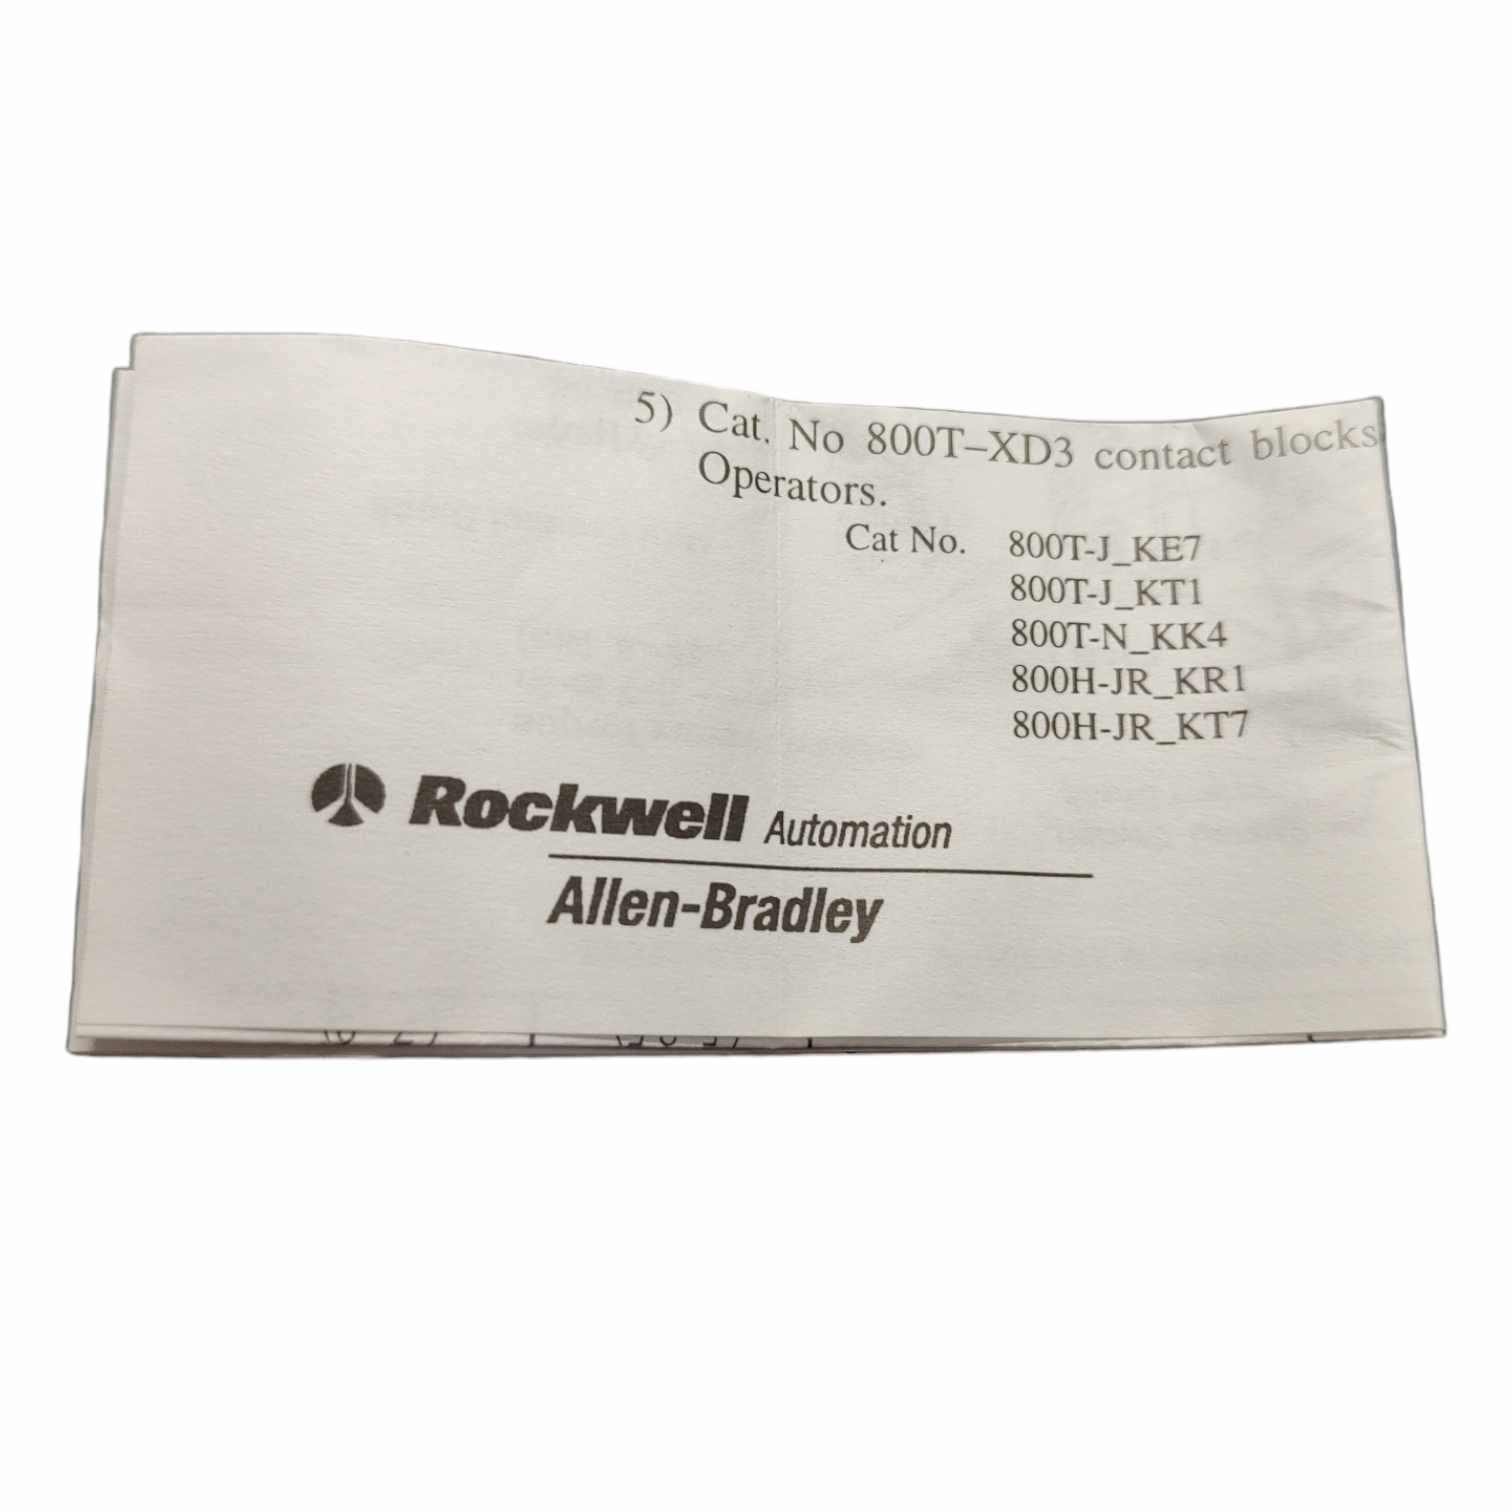 5) Cat. No 800T–XD3 contact blocks
Operators.
Cat No. 800T-J_KE7
800T-J_KT1
800T-N_KK4
800H-JR_KR1
800H-JR_KT7
Rockwell Automation
Allen-Bradley